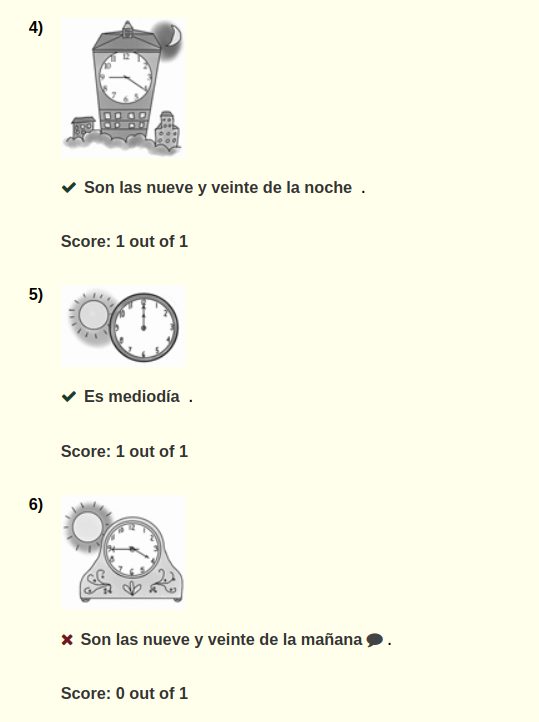 4)
Son las nueve y veinte de la noche .
Score: 1 out of 1
5)
Es mediodía .
Score: 1 out of 1
6)
Son las nueve y veinte de la mañana .
Score: 0 out of 1